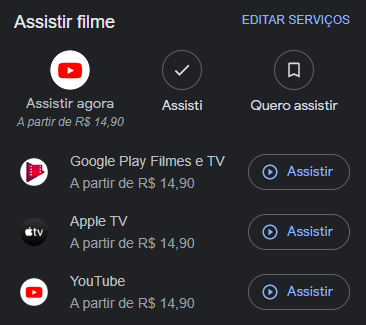 Assistir filme
EDITAR SERVIÇOS
Assistir agora
A partir de R$ 14,90
Assisti
Quero assistir
Google Play Filmes e TV
A partir de R$ 14,90
Assistir
tv
Apple TV
A partir de R$ 14,90
Assistir
YouTube
A partir de R$ 14,90
Assistir